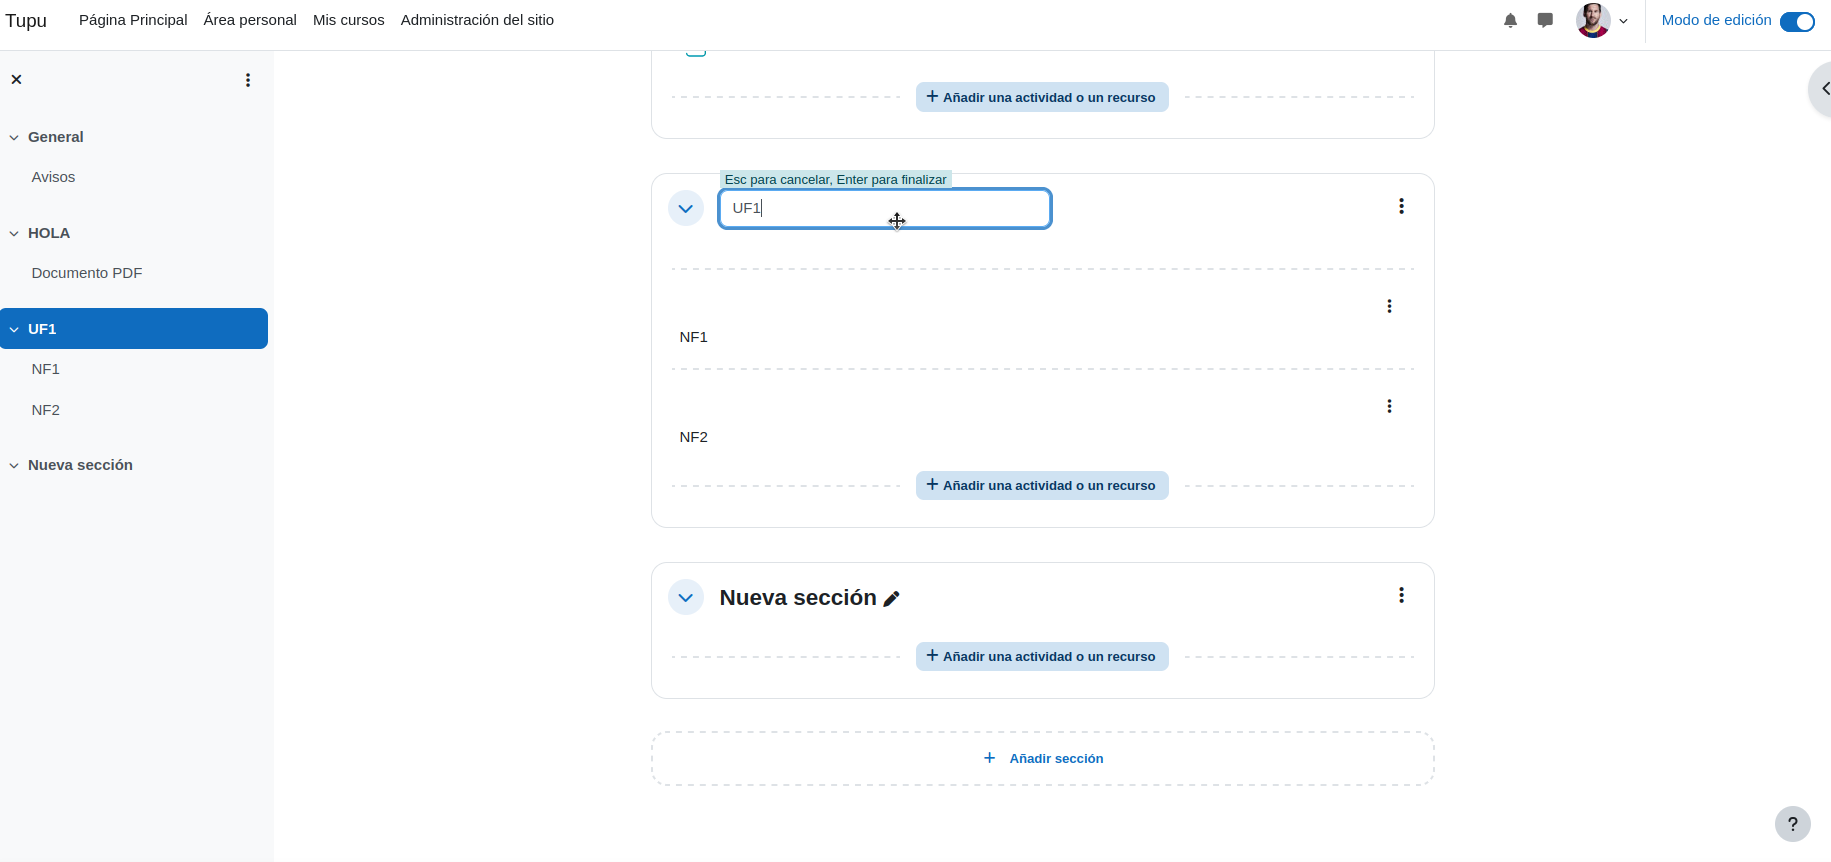 Tupu
Página Principal
Área personal
Mis cursos
Administración del sitio
Modo de edición
General
Avisos
HOLA
Documento PDF
UF1
NF1
NF2
Nueva sección
+ Añadir una actividad o un recurso
Esc para cancelar, Enter para finalizar
UF1
NF1
NF2
+ Añadir una actividad o un recurso
Nueva sección
+ Añadir una actividad o un recurso
+ Añadir sección
?